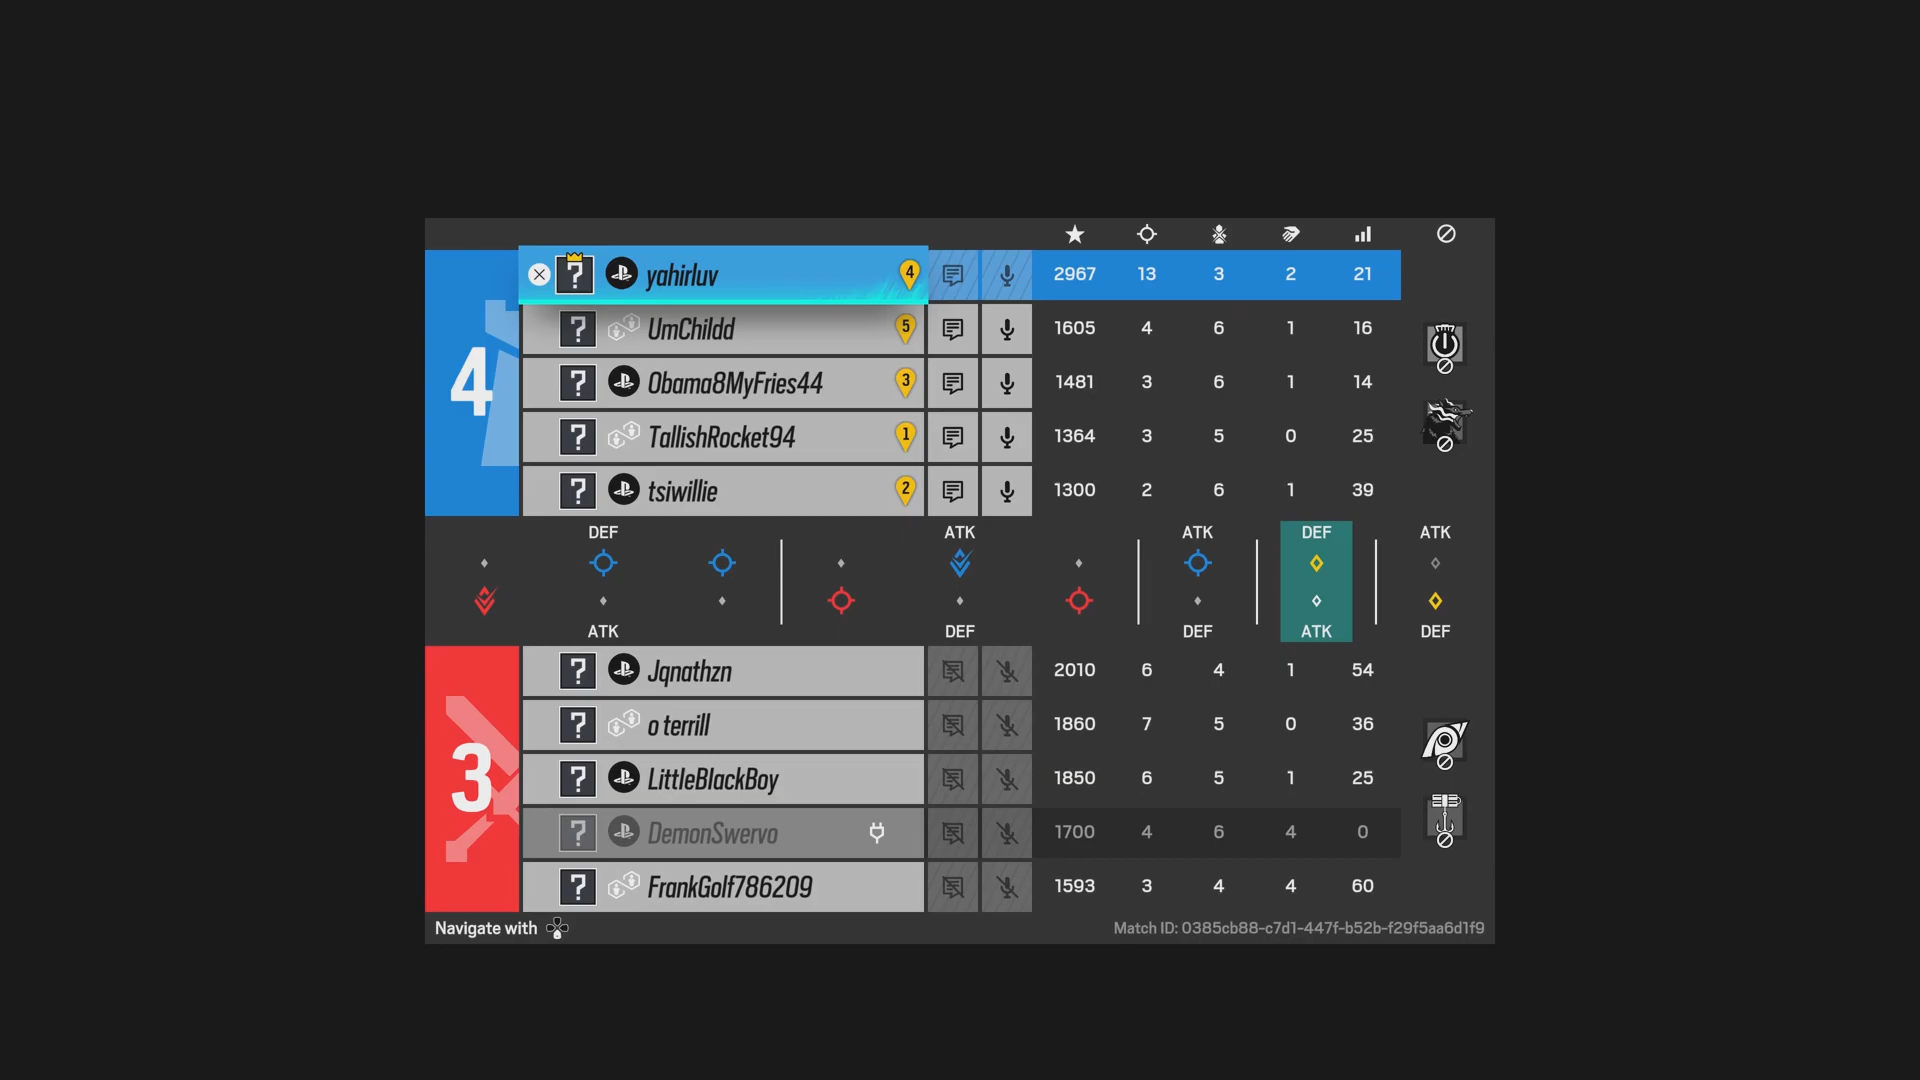 4
? yahirluv 4 2967 13 3 2 21
? UmChildd 5 1605 4 6 1 16
? Obama8MyFries44 3 1481 3 6 1 14
? TallishRocket94 1 1364 3 5 0 25
? tsiwillie 2 1300 2 6 1 39
DEF ATK ATK DEF ATK
ATK DEF DEF ATK DEF
3
? Jqnathzn 2010 6 4 1 54
? o terrill 1860 7 5 0 36
? LittleBlackBoy 1850 6 5 1 25
? DemonSwervo 1700 4 6 4 0
? FrankGolf786209 1593 3 4 4 60
Navigate with Match ID: 0385cb88-c7d1-447f-b52b-f29f5aa6d1f9